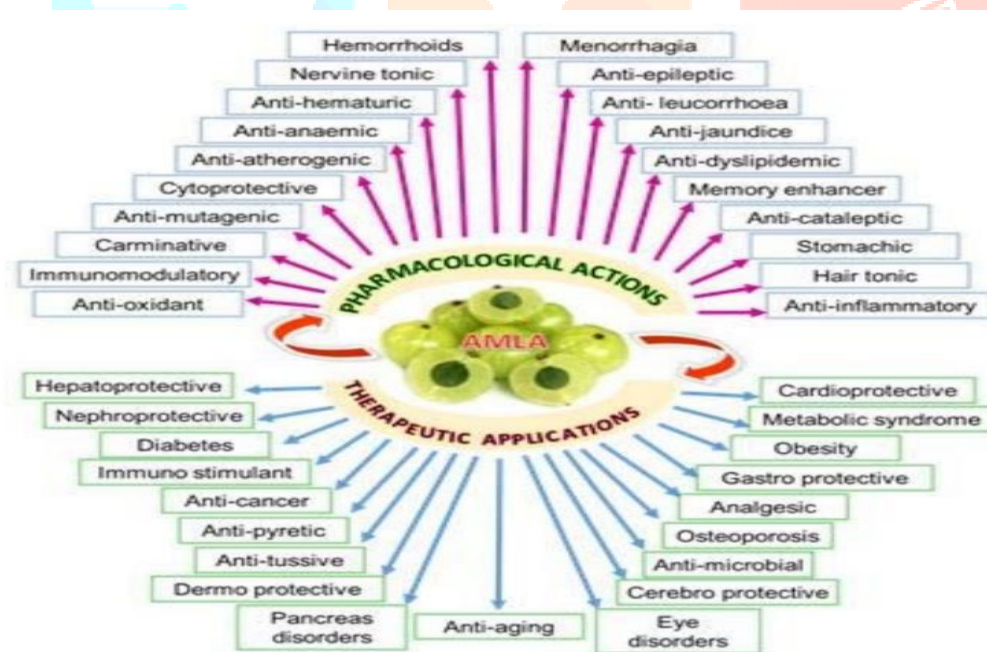 Hemorrhoids
Menorrhagia
Nervine tonic
Anti-epileptic
Anti-hematuric
Anti- leucorrhoea
Anti-anaemic
Anti-jaundice
Anti-atherogenic
Anti-dyslipidemic
Cytoprotective
Memory enhancer
Anti-mutagenic
Anti-cataleptic
Carminative
Stomachic
Immunomodulatory
Hair tonic
Anti-oxidant
Anti-inflammatory
PHARMACOLOGICAL ACTIONS
AMLA
THERAPEUTIC APPLICATIONS
Hepatoprotective
Cardioprotective
Nephroprotective
Metabolic syndrome
Diabetes
Obesity
Immuno stimulant
Gastro protective
Anti-cancer
Analgesic
Anti-pyretic
Osteoporosis
Anti-tussive
Anti-microbial
Dermo protective
Cerebro protective
Pancreas
disorders
Anti-aging
Eye
disorders